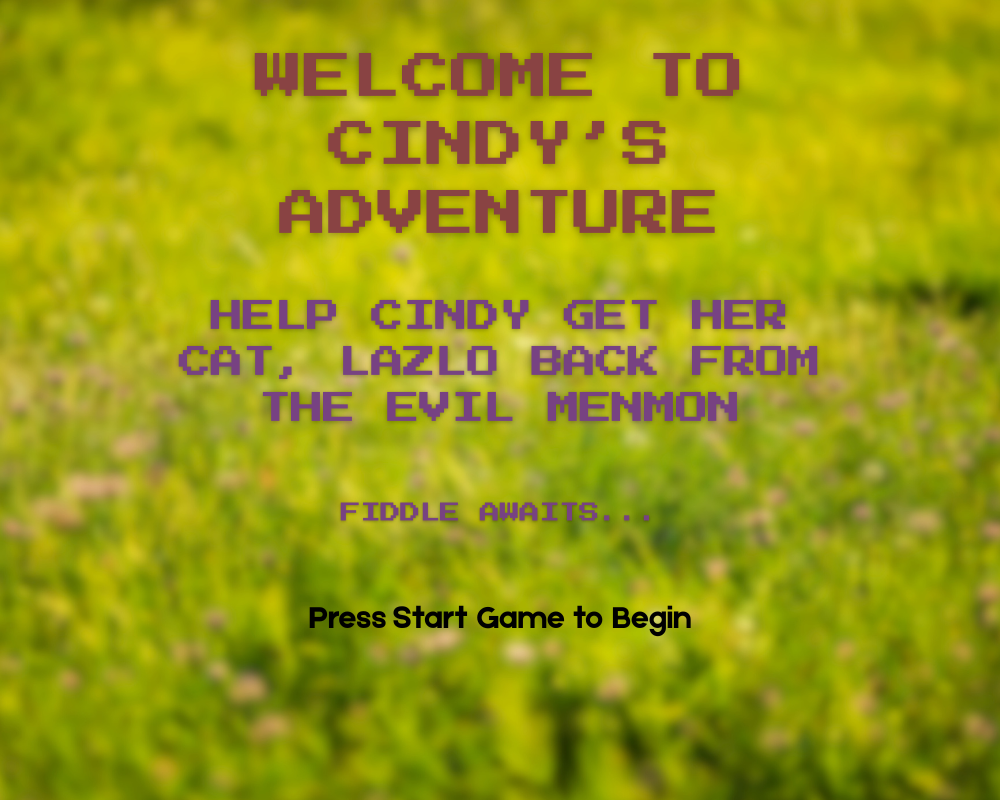 WELCOME TO
CINDY'S
ADVENTURE
HELP CINDY GET HER
CAT, LAZLO BACK FROM
THE EVIL MENMON
FIDDLE AWAITS...
Press Start Game to Begin